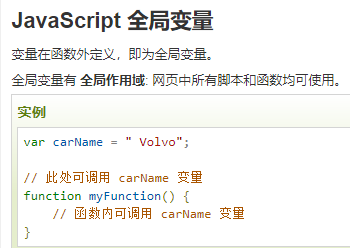 JavaScript 全局变量
变量在函数外定义，即为全局变量。
全局变量有 全局作用域: 网页中所有脚本和函数均可使用。
实例
var carName = " Volvo";
// 此处可调用 carName 变量
function myFunction() {
    // 函数内可调用 carName 变量
}